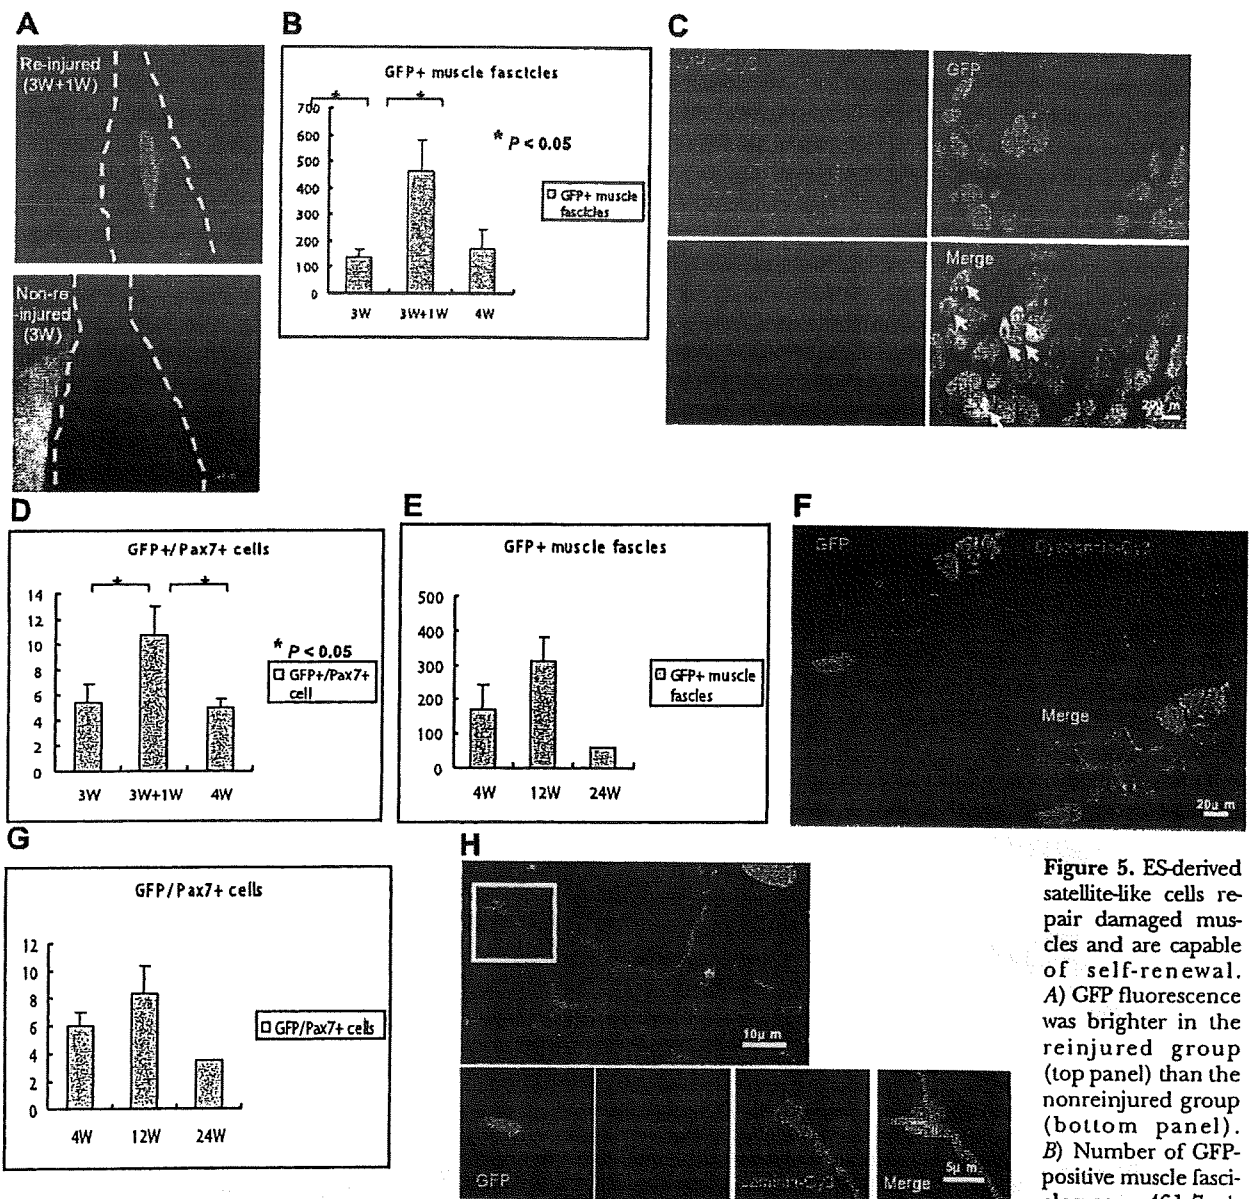 A
Re-injured
(3W+1W)
Non-re
-injured
(3W)
B
GFP+ muscle fascicles
700
600
500
400
300
200
100
0
3W
3W+1W
4W
*
*
* P < 0.05
GFP+ muscle
fascicles
C
GFP
Merge
20μ m
D
GFP+/Pax7+ cells
14
12
10
8
6
4
2
0
3W
3W+1W
4W
*
*
* P < 0.05
GFP+/Pax7+
cell
E
GFP+ muscle fascles
500
400
300
200
100
0
4W
12W
24W
GFP+ muscle
fascles
F
GFP
Merge
20μ m
G
GFP/Pax7+ cells
12
10
8
6
4
2
0
4W
12W
24W
GFP/Pax7+ cells
H
10μ m
GFP
Merge
5μ m
Figure 5. ES-derived
satellite-like cells re-
pair damaged mus-
cles and are capable
of self-renewal.
A) GFP fluorescence
was brighter in the
reinjured group
(top panel) than the
nonreinjured group
(bottom panel).
B) Number of GFP-
positive muscle fasci-